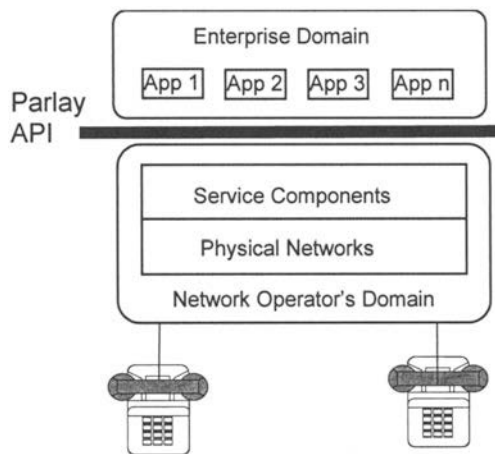 Enterprise Domain
App 1 App 2 App 3 App n
Parlay
API
Service Components
Physical Networks
Network Operator's Domain